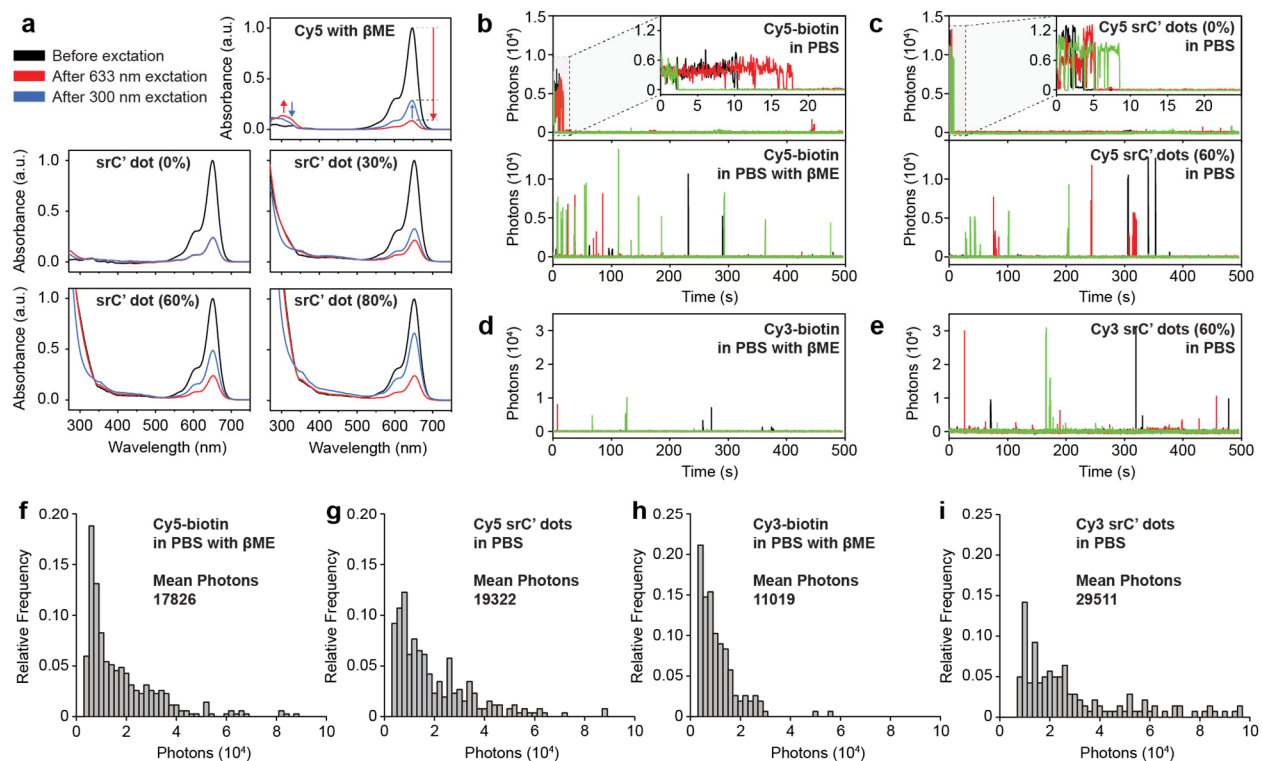 a
Before exctation
After 633 nm exctation
After 300 nm exctation
Cy5 with βME
Absorbance (a.u.)
1.0
0.5
0.0
srC' dot (0%)
Absorbance (a.u.)
1.0
0.5
0.0
srC' dot (30%)
srC' dot (60%)
Absorbance (a.u.)
1.0
0.5
0.0
srC' dot (80%)
300 400 500 600 700
Wavelength (nm)
300 400 500 600 700
Wavelength (nm)
b
Cy5-biotin
in PBS
Photons (10⁴)
1.5
1.0
0.5
0
1.2
0.6
0
0 5 10 15 20
Cy5-biotin
in PBS with βME
Photons (10⁴)
1.0
0.5
0
0 100 200 300 400 500
Time (s)
c
Cy5 srC' dots (0%)
in PBS
Photons (10⁴)
1.5
1.0
0.5
0
1.2
0.6
0
0 5 10 15 20
Cy5 srC' dots (60%)
in PBS
Photons (10⁴)
1.0
0.5
0
0 100 200 300 400 500
Time (s)
d
Cy3-biotin
in PBS with βME
Photons (10⁴)
3
2
1
0
0 100 200 300 400 500
Time (s)
e
Cy3 srC' dots (60%)
in PBS
Photons (10⁴)
3
2
1
0
0 100 200 300 400 500
Time (s)
f
Cy5-biotin
in PBS with βME
Mean Photons
17826
Relative Frequency
0.20
0.15
0.10
0.05
0
0 2 4 6 8 10
Photons (10⁴)
g
Cy5 srC' dots
in PBS
Mean Photons
19322
Relative Frequency
0.20
0.15
0.10
0.05
0
0 2 4 6 8 10
Photons (10⁴)
h
Cy3-biotin
in PBS with βME
Mean Photons
11019
Relative Frequency
0.25
0.20
0.15
0.10
0.05
0
0 2 4 6 8 10
Photons (10⁴)
i
Cy3 srC' dots
in PBS
Mean Photons
29511
Relative Frequency
0.25
0.20
0.15
0.10
0.05
0
0 2 4 6 8 10
Photons (10⁴)